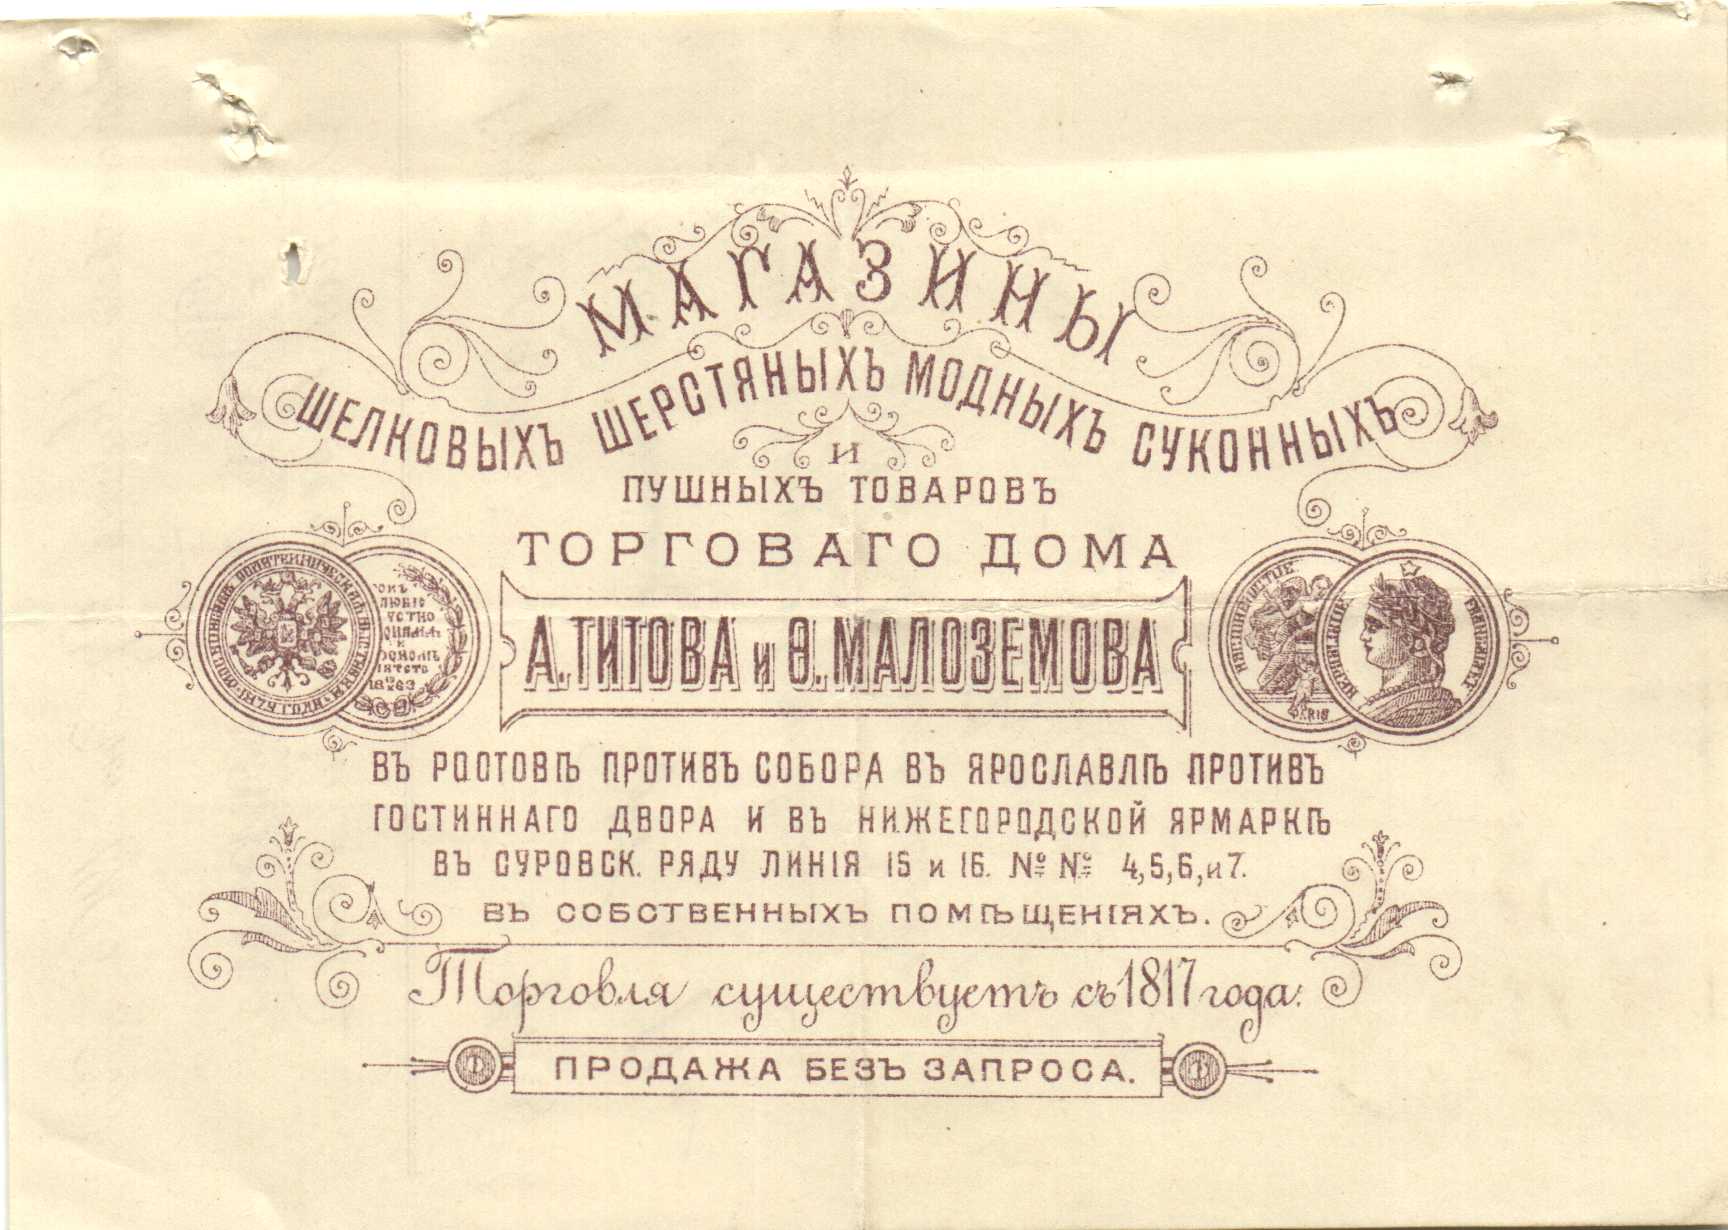 МАГАЗИНЫ
ШЕЛКОВЫХЪ ШЕРСТЯНЫХЪ МОДНЫХЪ СУКОННЫХЪ
И
ПУШНЫХЪ ТОВАРОВЪ
ТОРГОВАГО ДОМА
А.ТИТОВА и Ѳ.МАЛОЗЕМОВА
ВЪ РОСТОВѢ ПРОТИВЪ СОБОРА ВЪ ЯРОСЛАВЛѢ ПРОТИВЪ
ГОСТИННАГО ДВОРА И ВЪ НИЖЕГОРОДСКОЙ ЯРМАРКѢ
ВЪ СУРОВСК. РЯДУ ЛИНІЯ 15 и 16. №№ 4,5,6,и 7.
ВЪ СОБСТВЕННЫХЪ ПОМѢЩЕНІЯХЪ.
Торговля существуетъ съ 1817 года:
ПРОДАЖА БЕЗЪ ЗАПРОСА.